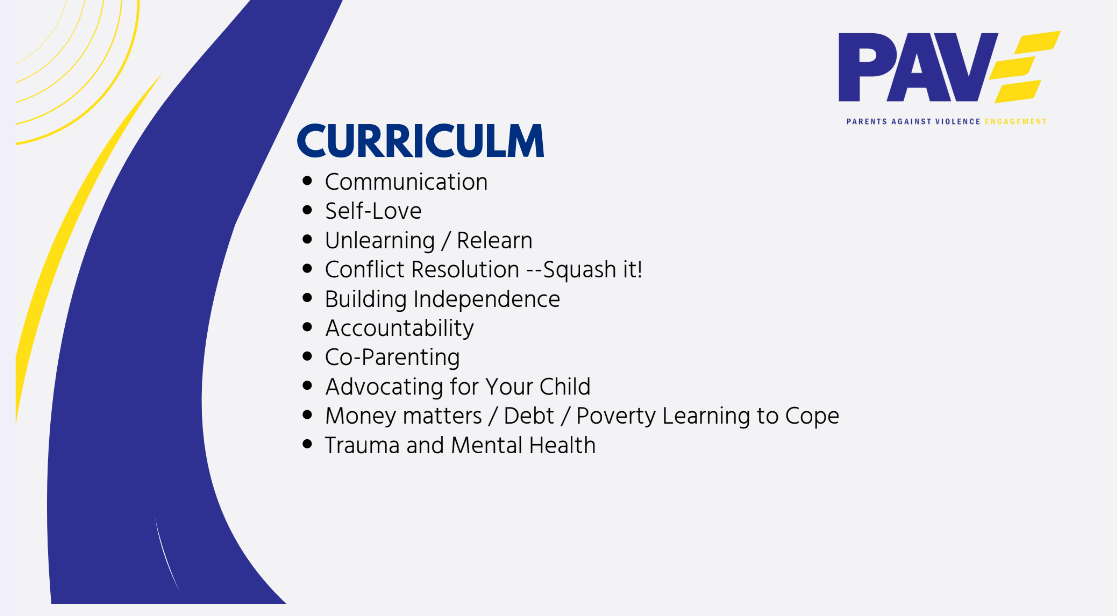 PAVE
PARENTS AGAINST VIOLENCE ENGAGEMENT
CURRICULM
• Communication
• Self-Love
• Unlearning / Relearn
• Conflict Resolution --Squash it!
• Building Independence
• Accountability
• Co-Parenting
• Advocating for Your Child
• Money matters / Debt / Poverty Learning to Cope
• Trauma and Mental Health